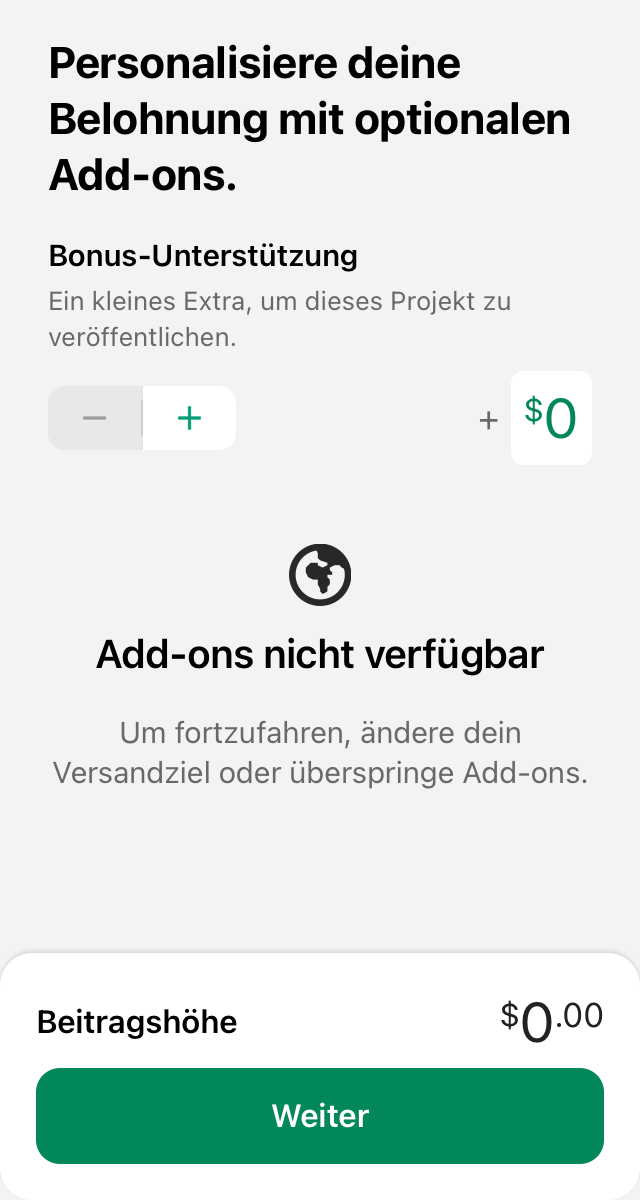 Personalisiere deine
Belohnung mit optionalen
Add-ons.
Bonus-Unterstützung
Ein kleines Extra, um dieses Projekt zu
veröffentlichen.
− + + $0
Add-ons nicht verfügbar
Um fortzufahren, ändere dein
Versandziel oder überspringe Add-ons.
Beitragshöhe $0.00
Weiter